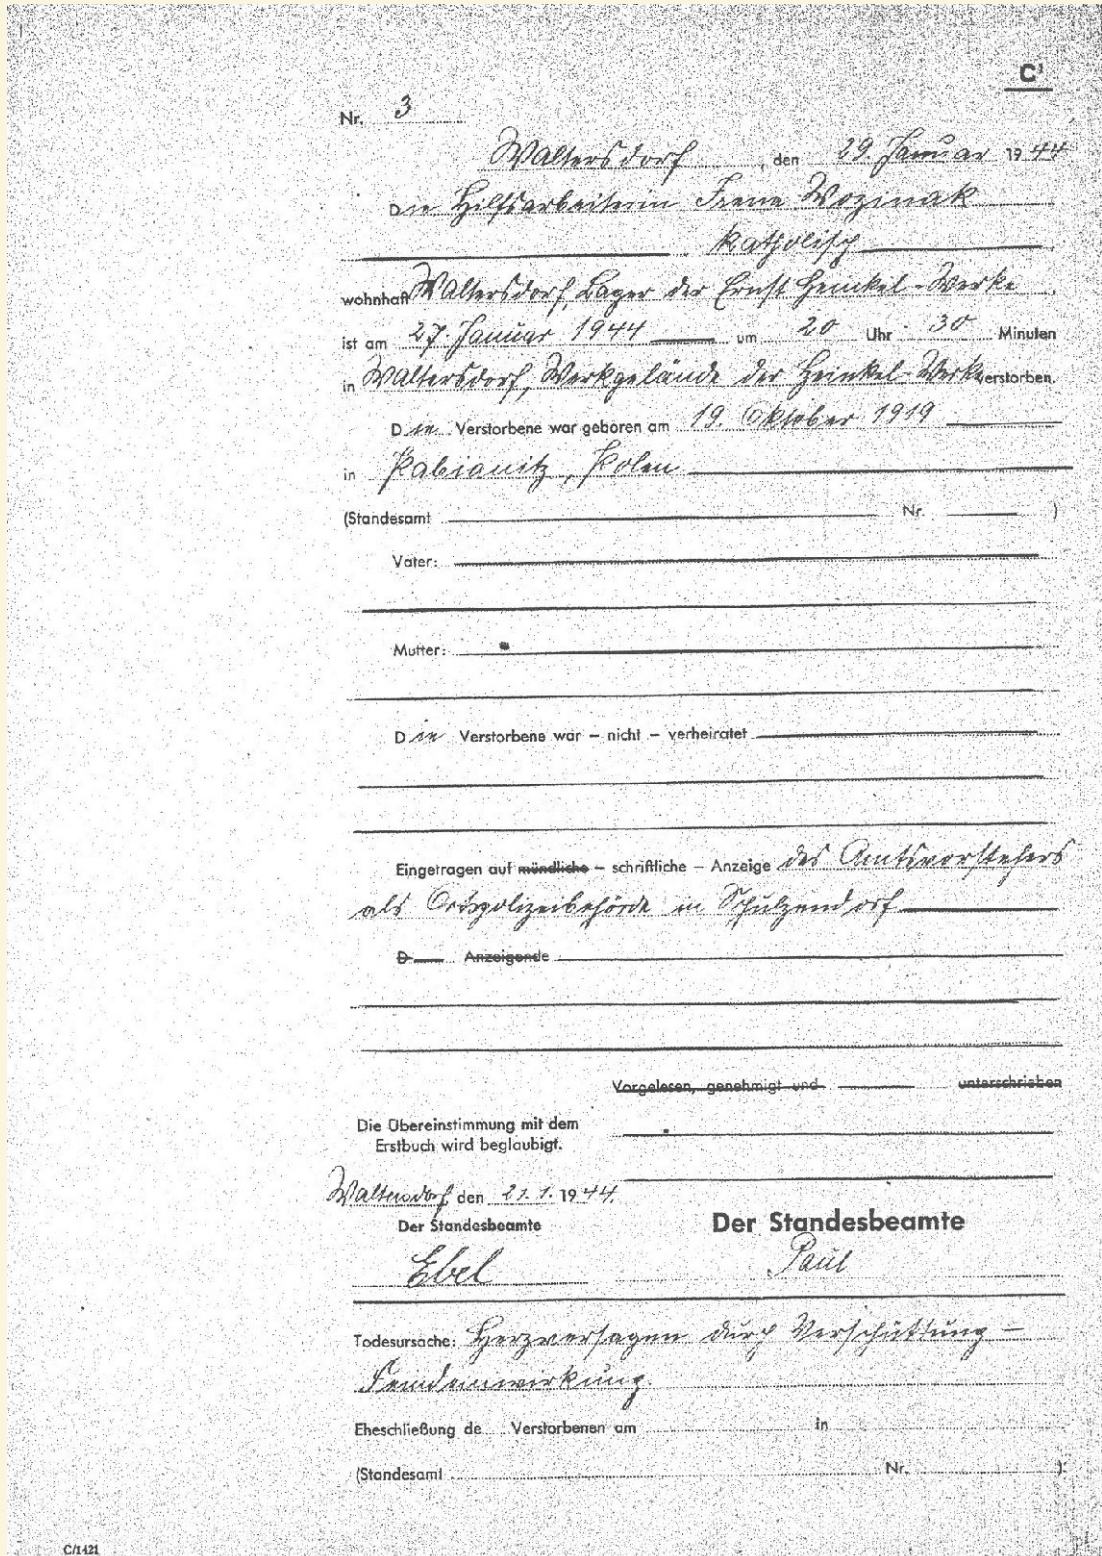 C¹
Nr. 3
Waltersdorf, den 29. Januar 1944
Die Hilfsarbeiterin Irena Wozinak
katholisch
wohnhaft Waltersdorf, Lager der Ernst Heinkel-Werke
ist am 27. Januar 1944 um 20 Uhr 30 Minuten
in Waltersdorf, Werkgelände der Heinkel-Werke verstorben.
Die Verstorbene war geboren am 19. Oktober 1919
in Pabianitz, Polen
(Standesamt Nr. )
Vater:
Mutter:
Die Verstorbene war – nicht – verheiratet
Eingetragen auf mündliche – schriftliche – Anzeige des Amtsvorstehers
als Ortspolizeibehörde in Schulzendorf
D Anzeigende
Vorgelesen, genehmigt und unterschrieben
Die Übereinstimmung mit dem
Erstbuch wird beglaubigt.
den 1944.
Der Standesbeamte
Der Standesbeamte
Ebel
Paul
Todesursache: Herzversagen durch Verschüttung –
Feindeinwirkung.
Eheschließung de Verstorbenen am in
(Standesamt Nr. )
C/1421